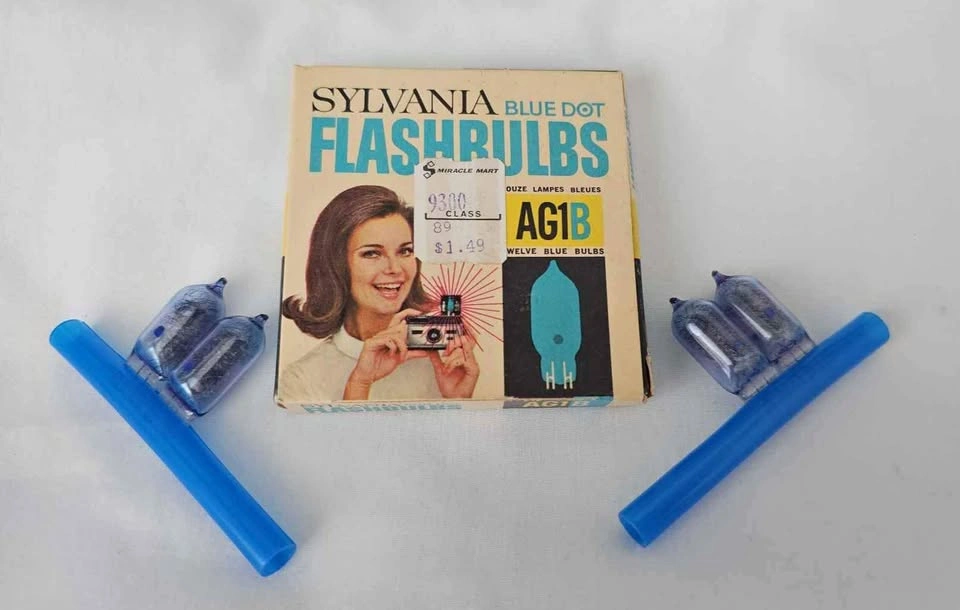 SYLVANIA BLUE DOT
FLASHBULBS
MIRACLE MART
9300
CLASS
89
$1.49
OUZE LAMPES BLEUES
AG1B
WELVE BLUE BULBS
FLASHBULBS
AG1B